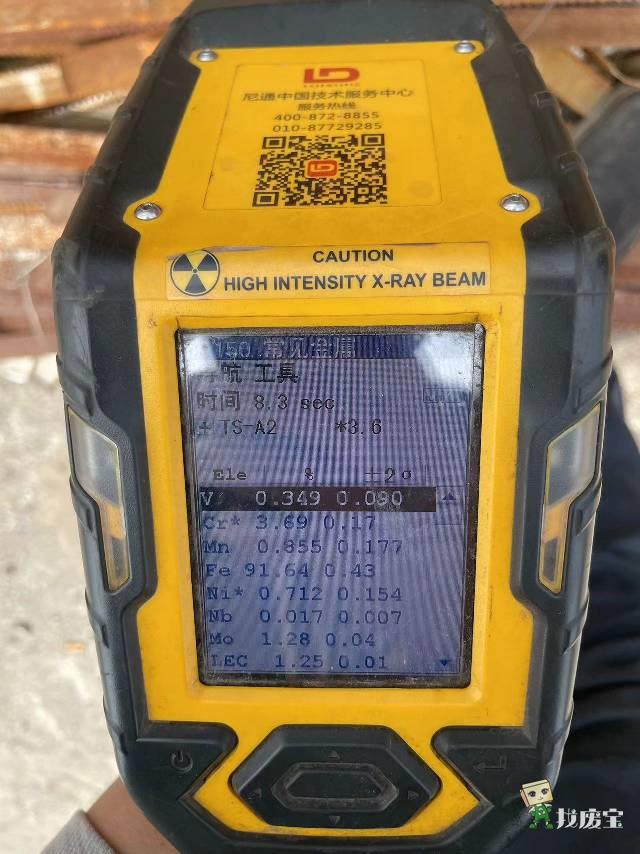 LD
尼通中国技术服务中心
服务热线
400-872-8855
010-87729285
CAUTION
HIGH INTENSITY X-RAY BEAM
常见金属
工具
时间 8.3 sec
TS-A2 *3.6
Ele % ±2σ
V 0.349 0.090
Cr* 3.69 0.17
Mn 0.855 0.177
Fe 91.64 0.43
Ni* 0.712 0.154
Nb 0.017 0.007
Mo 1.28 0.04
LEC 1.25 0.01
找废宝